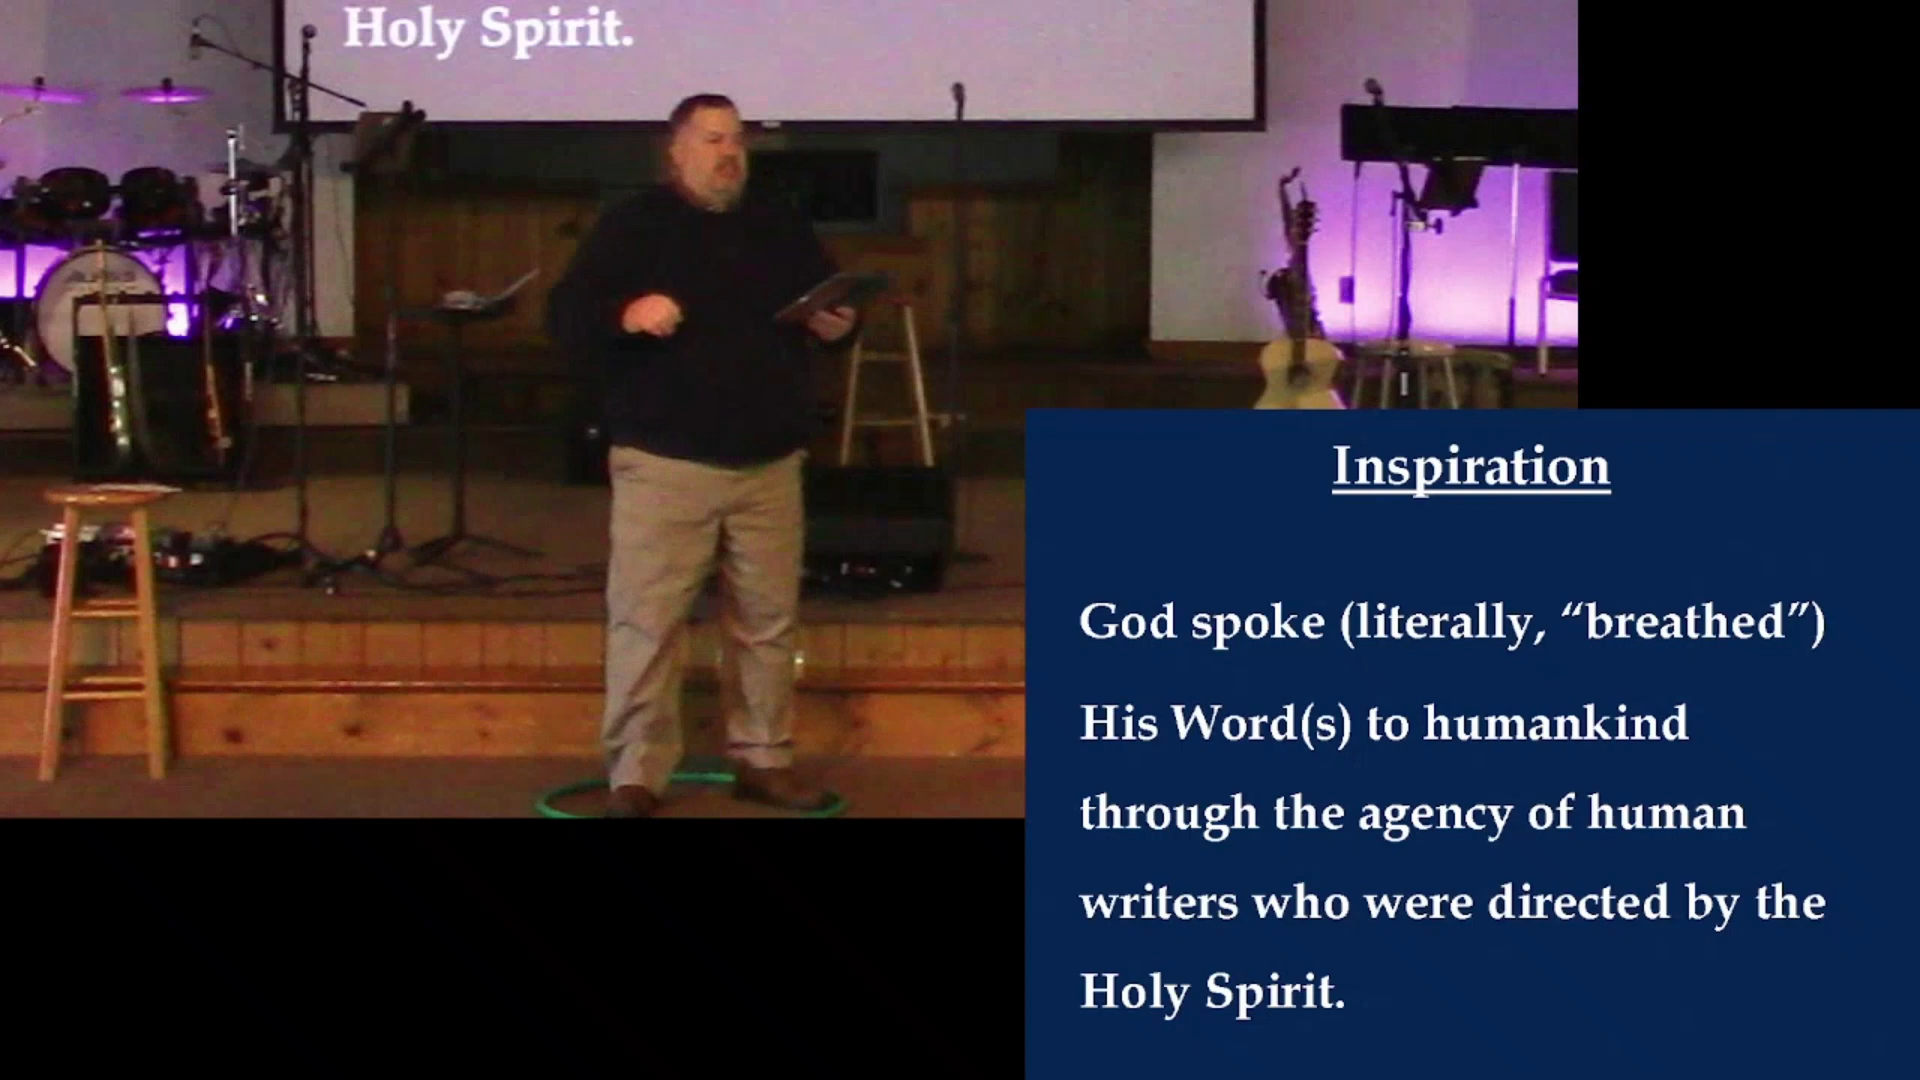 Holy Spirit.
Inspiration
God spoke (literally, “breathed”)
His Word(s) to humankind
through the agency of human
writers who were directed by the
Holy Spirit.